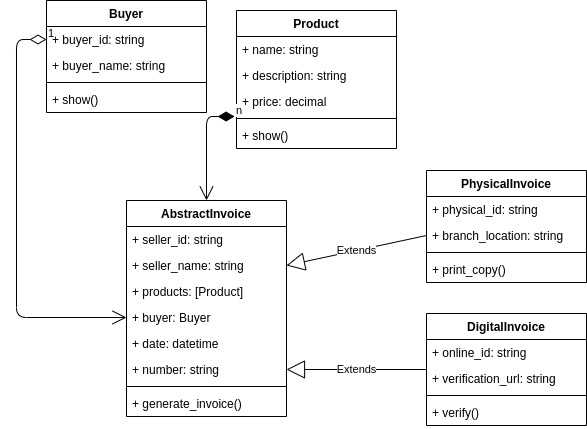 Buyer
1
+ buyer_id: string
+ buyer_name: string
+ show()
Product
+ name: string
+ description: string
+ price: decimal
n
+ show()
AbstractInvoice
+ seller_id: string
+ seller_name: string
+ products: [Product]
+ buyer: Buyer
+ date: datetime
+ number: string
+ generate_invoice()
Extends
Extends
PhysicalInvoice
+ physical_id: string
+ branch_location: string
+ print_copy()
DigitalInvoice
+ online_id: string
+ verification_url: string
+ verify()